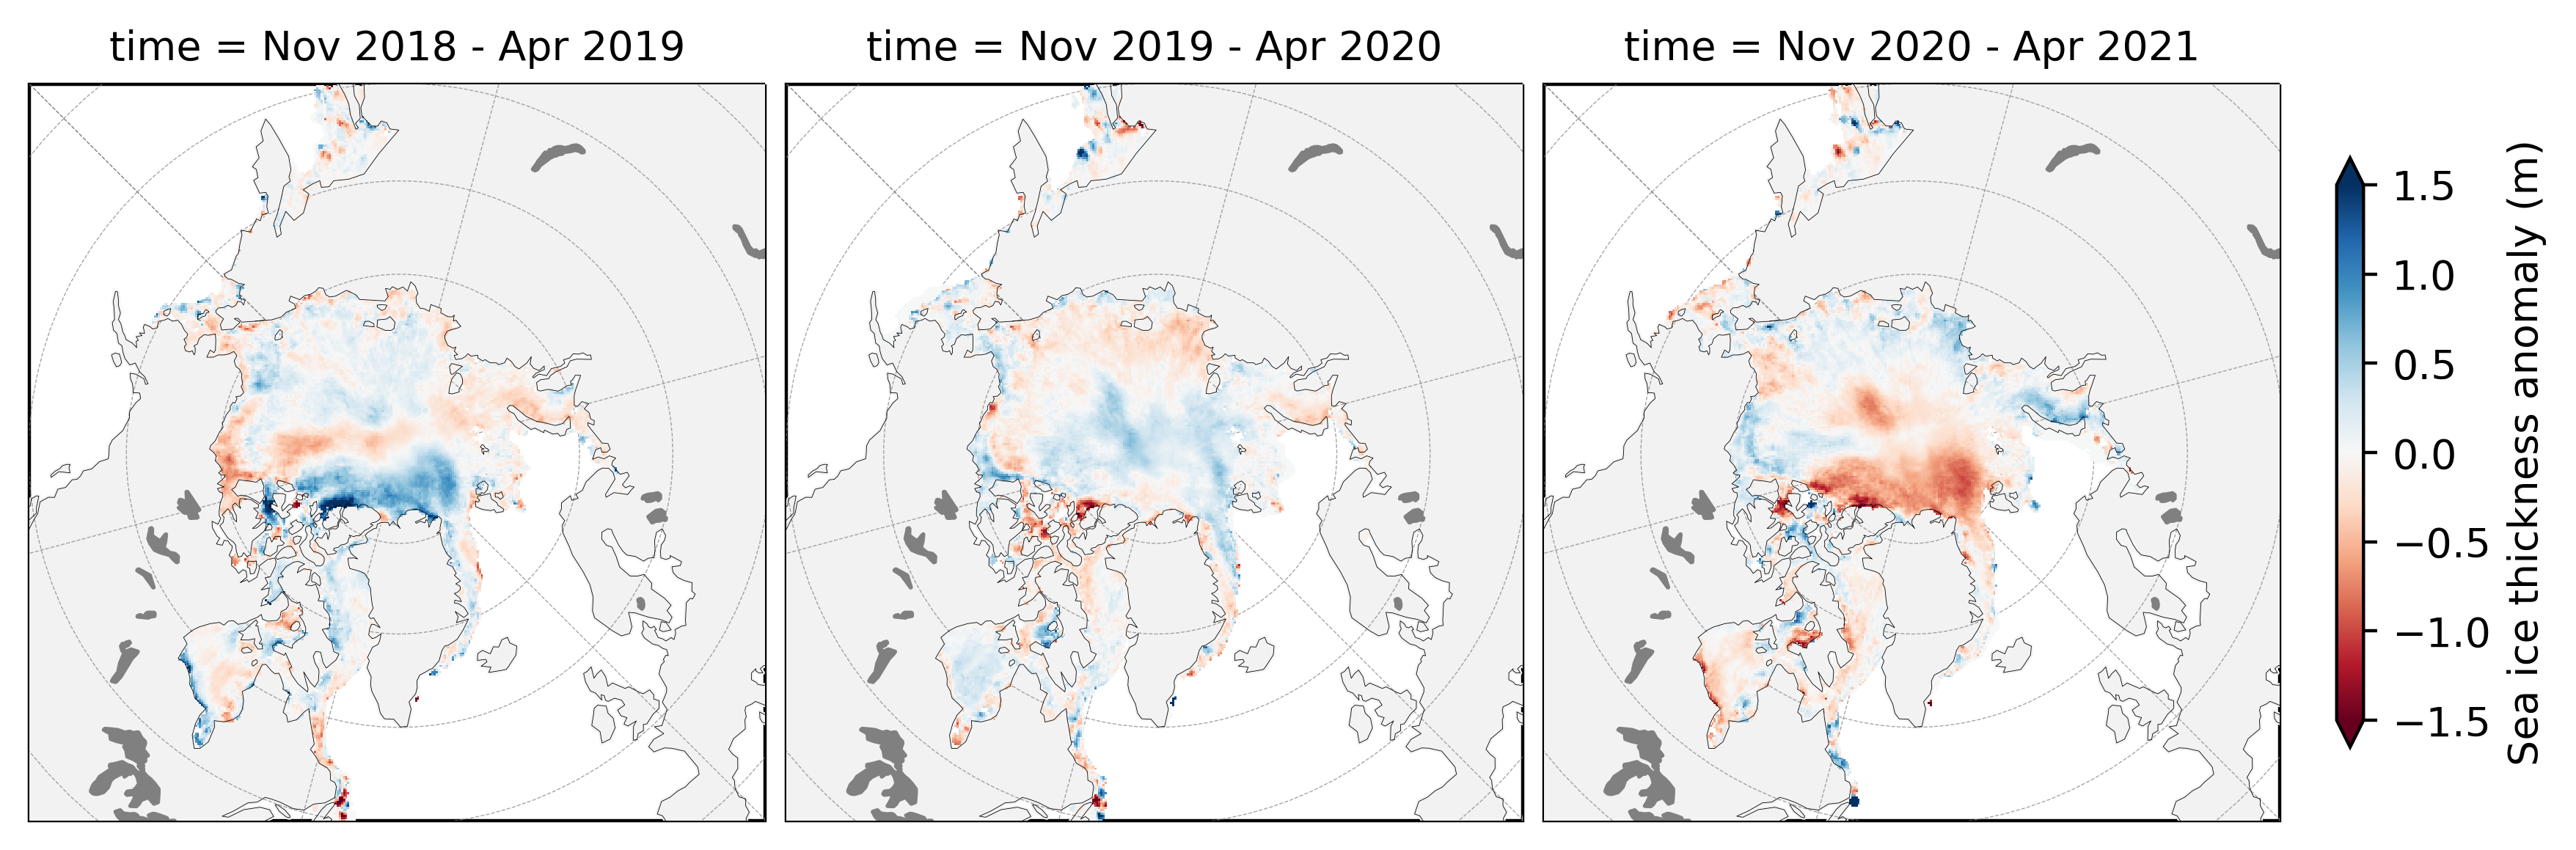 time = Nov 2018 - Apr 2019
time = Nov 2019 - Apr 2020
time = Nov 2020 - Apr 2021
1.5
1.0
0.5
0.0
−0.5
−1.0
−1.5
Sea ice thickness anomaly (m)